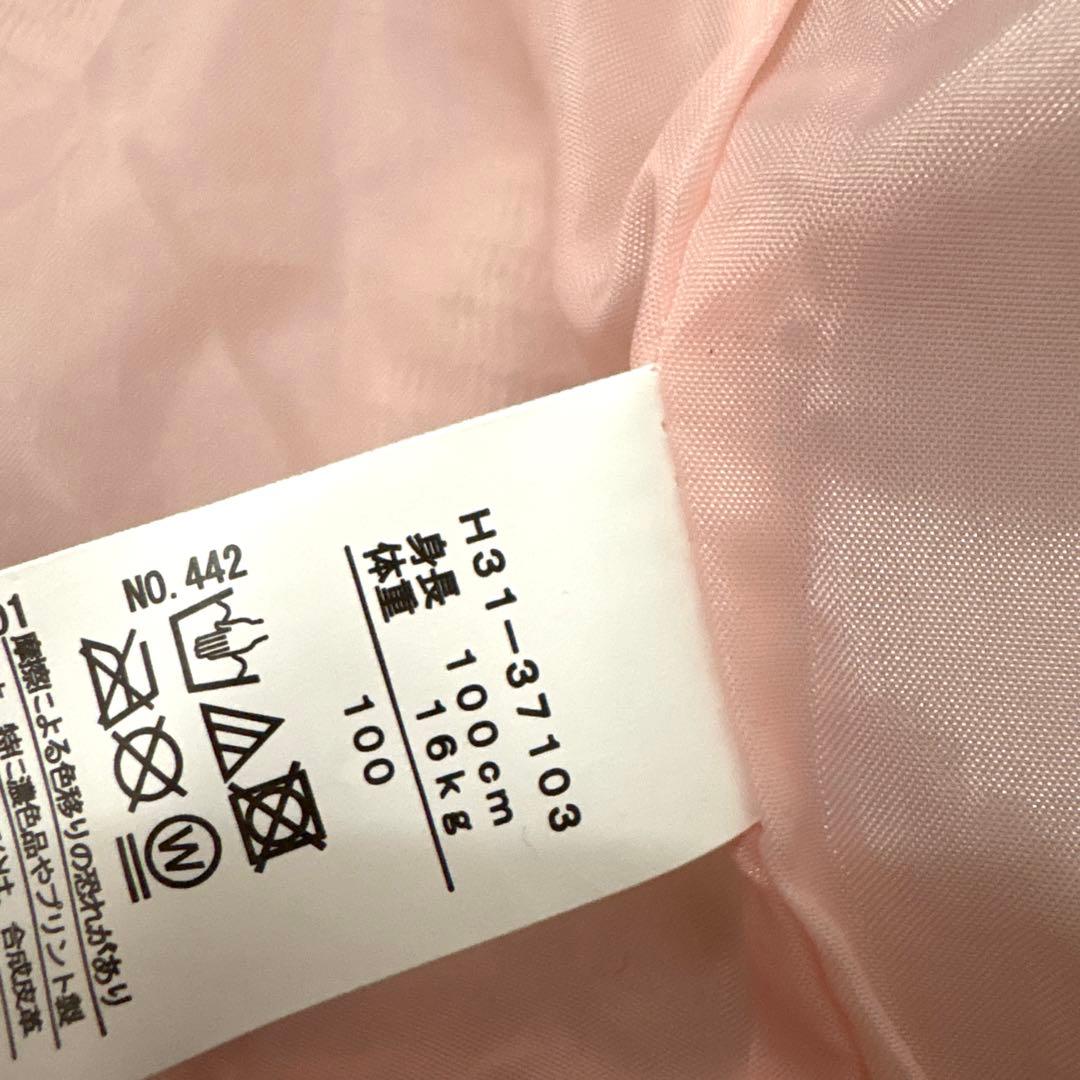 H31-37103
身長 100cm
体重 16kg
100
NO.442
W
摩擦による色移りの恐れがあり
特に濃色品やプリント製
合成皮革